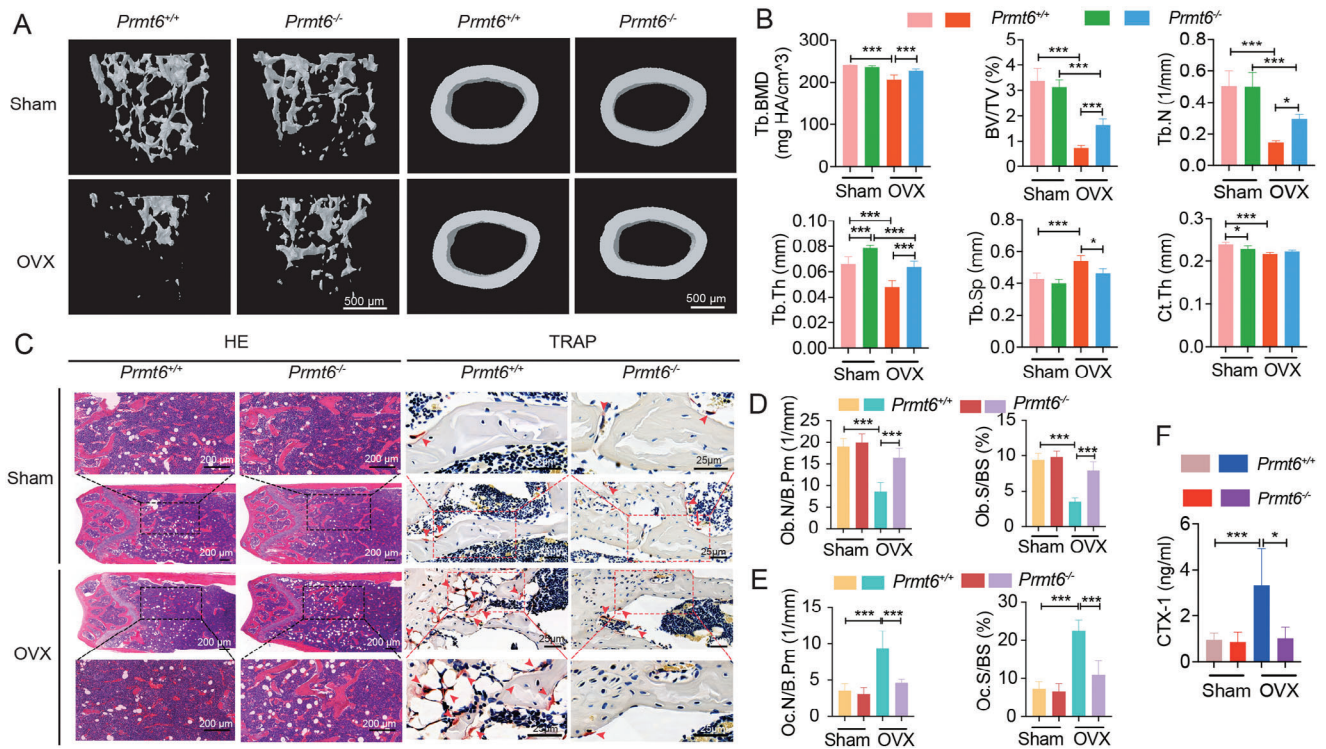 A
Prmt6+/+ Prmt6-/- Prmt6+/+ Prmt6-/-
Sham
OVX
500 µm
500 µm
B
Prmt6+/+ Prmt6-/-
Tb.BMD
(mg HA/cm^3)
300
200
100
0
*** ***
Sham OVX
BV/TV (%)
5
4
3
2
1
0
***
***
***
Sham OVX
Tb.N (1/mm)
0.8
0.6
0.4
0.2
0.0
***
***
*
Sham OVX
Tb.Th (mm)
0.10
0.08
0.06
0.04
0.02
0.00
***
*** ***
***
Sham OVX
Tb.Sp (mm)
0.8
0.6
0.4
0.2
0.0
***
*
Sham OVX
Ct.Th (mm)
0.3
0.2
0.1
0.0
***
*
Sham OVX
C
HE TRAP
Prmt6+/+ Prmt6-/- Prmt6+/+ Prmt6-/-
Sham
200 µm 200 µm 25µm 25µm
200 µm 200 µm 25µm 25µm
OVX
200 µm 200 µm 25µm 25µm
200 µm 200 µm 25µm 25µm
D
Prmt6+/+ Prmt6-/-
Ob.N/B.Pm (1/mm)
25
20
15
10
5
0
*** ***
Sham OVX
Ob.S/BS (%)
15
10
5
0
*** ***
Sham OVX
E
Prmt6+/+ Prmt6-/-
Oc.N/B.Pm (1/mm)
15
10
5
0
*** ***
Sham OVX
Oc.S/BS (%)
30
20
10
0
*** ***
Sham OVX
F
Prmt6+/+
Prmt6-/-
CTX-1 (ng/ml)
6
4
2
0
*** *
Sham OVX